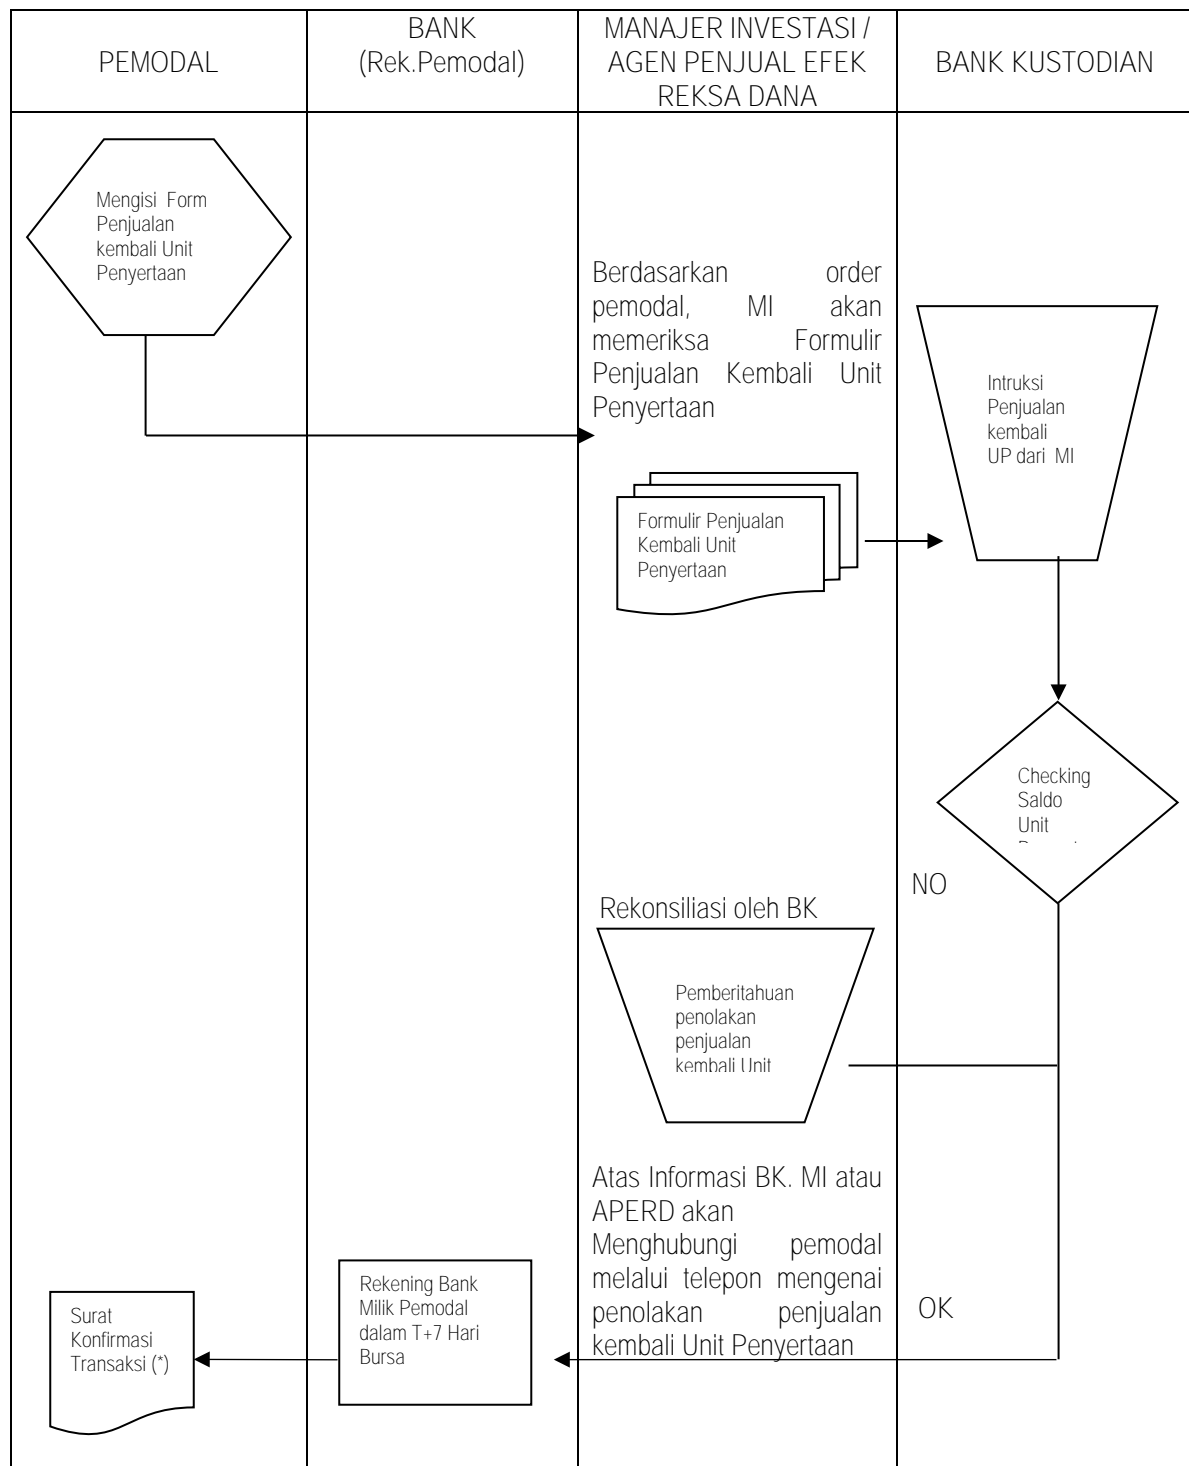 PEMODAL
BANK
(Rek.Pemodal)
MANAJER INVESTASI /
AGEN PENJUAL EFEK
REKSA DANA
BANK KUSTODIAN
Mengisi Form
Penjualan
kembali Unit
Penyertaan
Berdasarkan order
pemodal, MI akan
memeriksa Formulir
Penjualan Kembali Unit
Penyertaan
Intruksi
Penjualan
kembali
UP dari MI
Formulir Penjualan
Kembali Unit
Penyertaan
Checking
Saldo
Unit
NO
Rekonsiliasi oleh BK
Pemberitahuan
penolakan
penjualan
kembali Unit
Atas Informasi BK. MI atau
APERD akan
Menghubungi pemodal
melalui telepon mengenai
penolakan penjualan
kembali Unit Penyertaan
OK
Rekening Bank
Milik Pemodal
dalam T+7 Hari
Bursa
Surat
Konfirmasi
Transaksi (*)